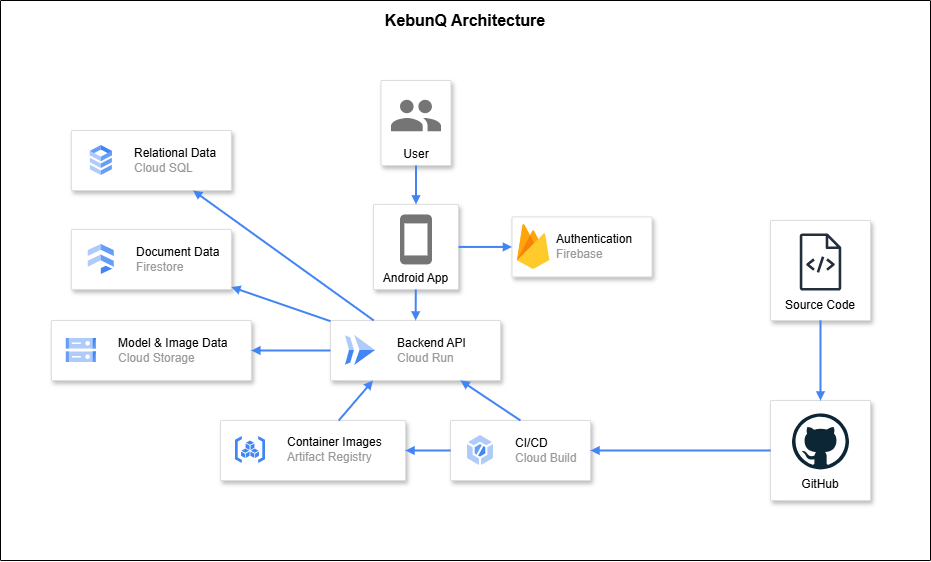 KebunQ Architecture
User
Relational Data
Cloud SQL
Android App
Authentication
Firebase
Document Data
Firestore
Source Code
Model & Image Data
Cloud Storage
Backend API
Cloud Run
Container Images
Artifact Registry
CI/CD
Cloud Build
GitHub